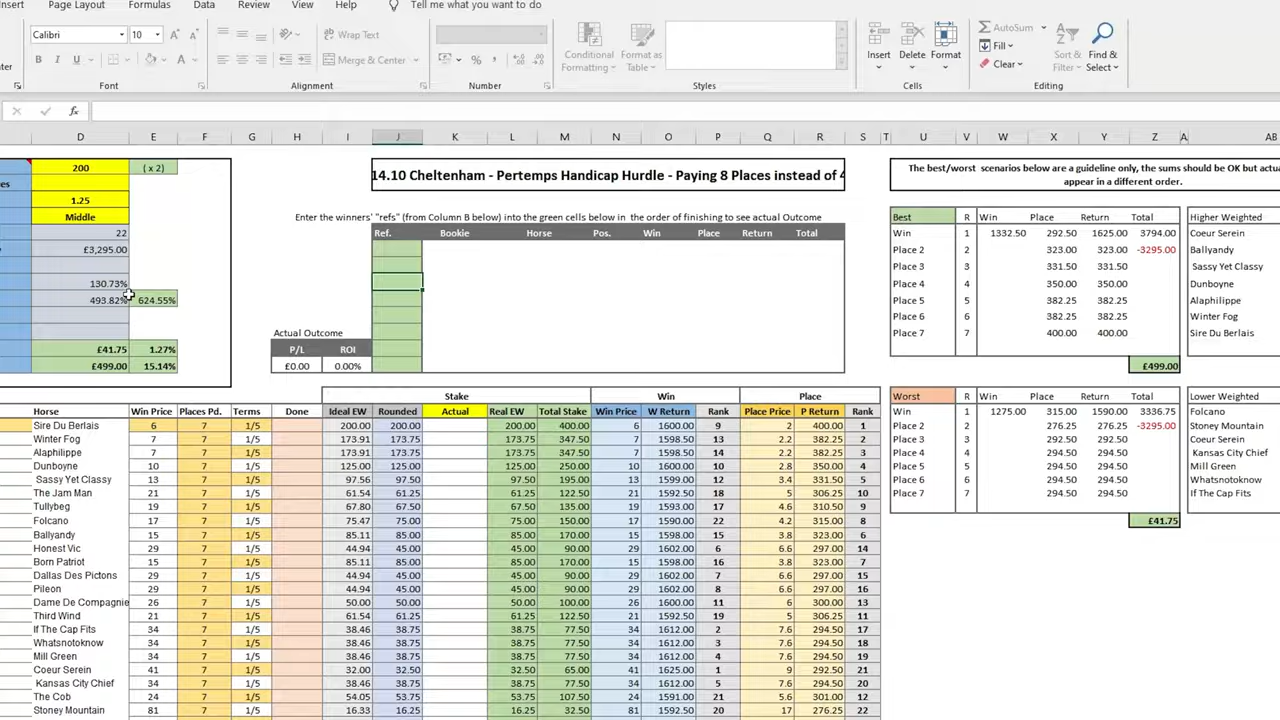 nsert Page Layout Formulas Data Review View Help Tell me what you want to do
Calibri 10 A A Wrap Text Conditional Format as Insert Delete Format AutoSum Sort & Find &
B I U A Merge & Center % Formatting Table Fill Clear Filter Select
Font Alignment Number Styles Cells Editing
fx
D E F G H I J K L M N O P Q R S T U V W X Y Z AB
200 ( x 2) 14.10 Cheltenham - Pertemps Handicap Hurdle - Paying 8 Places instead of 4 The best/worst scenarios below are a guideline only, the sums should be OK but actua
appear in a different order.
1.25
Middle Enter the winners' "refs" (from Column B below) into the green cells below in the order of finishing to see actual Outcome Best R Win Place Return Total Higher Weighted
22 Ref. Bookie Horse Pos. Win Place Return Total Win 1 1332.50 292.50 1625.00 3794.00 Coeur Serein
£3,295.00 Place 2 2 323.00 323.00 -3295.00 Ballyandy
Place 3 3 331.50 331.50 Sassy Yet Classy
130.73% Place 4 4 350.00 350.00 Dunboyne
493.82% 624.55% Place 5 5 382.25 382.25 Alaphilippe
Place 6 6 382.25 382.25 Winter Fog
Actual Outcome Place 7 7 400.00 400.00 Sire Du Berlais
£41.75 1.27% P/L ROI
£499.00 15.14% £0.00 0.00% £499.00
Stake Win Place Worst R Win Place Return Total Lower Weighted
Horse Win Price Places Pd. Terms Done Ideal EW Rounded Actual Real EW Total Stake Win Price W Return Rank Place Price P Return Rank Win 1 1275.00 315.00 1590.00 3336.75 Folcano
Sire Du Berlais 6 7 1/5 200.00 200.00 200.00 400.00 6 1600.00 9 2 400.00 1 Place 2 2 276.25 276.25 -3295.00 Stoney Mountain
Winter Fog 7 7 1/5 173.91 173.75 173.75 347.50 7 1598.50 13 2.2 382.25 2 Place 3 3 292.50 292.50 Coeur Serein
Alaphilippe 7 7 1/5 173.91 173.75 173.75 347.50 7 1598.50 14 2.2 382.25 3 Place 4 4 294.50 294.50 Kansas City Chief
Dunboyne 10 7 1/5 125.00 125.00 125.00 250.00 10 1600.00 10 2.8 350.00 4 Place 5 5 294.50 294.50 Mill Green
Sassy Yet Classy 13 7 1/5 97.56 97.50 97.50 195.00 13 1599.00 12 3.4 331.50 5 Place 6 6 294.50 294.50 Whatsnotoknow
The Jam Man 21 7 1/5 61.54 61.25 61.25 122.50 21 1592.50 18 5 306.25 10 Place 7 7 294.50 294.50 If The Cap Fits
Tullybeg 19 7 1/5 67.80 67.50 67.50 135.00 19 1593.00 17 4.6 310.50 9
Folcano 17 7 1/5 75.47 75.00 75.00 150.00 17 1590.00 22 4.2 315.00 8 £41.75
Ballyandy 15 7 1/5 85.11 85.00 85.00 170.00 15 1598.00 15 3.8 323.00 6
Honest Vic 29 7 1/5 44.94 45.00 45.00 90.00 29 1602.00 6 6.6 297.00 14
Born Patriot 15 7 1/5 85.11 85.00 85.00 170.00 15 1598.00 16 3.8 323.00 7
Dallas Des Pictons 29 7 1/5 44.94 45.00 45.00 90.00 29 1602.00 7 6.6 297.00 15
Pileon 29 7 1/5 44.94 45.00 45.00 90.00 29 1602.00 8 6.6 297.00 16
Dame De Compagnie 26 7 1/5 50.00 50.00 50.00 100.00 26 1600.00 11 6 300.00 13
Third Wind 21 7 1/5 61.54 61.25 61.25 122.50 21 1592.50 19 5 306.25 11
If The Cap Fits 34 7 1/5 38.46 38.75 38.75 77.50 34 1612.00 2 7.6 294.50 17
Whatsnotoknow 34 7 1/5 38.46 38.75 38.75 77.50 34 1612.00 3 7.6 294.50 18
Mill Green 34 7 1/5 38.46 38.75 38.75 77.50 34 1612.00 4 7.6 294.50 19
Coeur Serein 41 7 1/5 32.00 32.50 32.50 65.00 41 1625.00 1 9 292.50 21
Kansas City Chief 34 7 1/5 38.46 38.75 38.75 77.50 34 1612.00 5 7.6 294.50 20
The Cob 24 7 1/5 54.05 53.75 53.75 107.50 24 1591.00 21 5.6 301.00 12
Stoney Mountain 81 7 1/5 16.33 16.25 16.25 32.50 81 1592.50 20 17 276.25 22